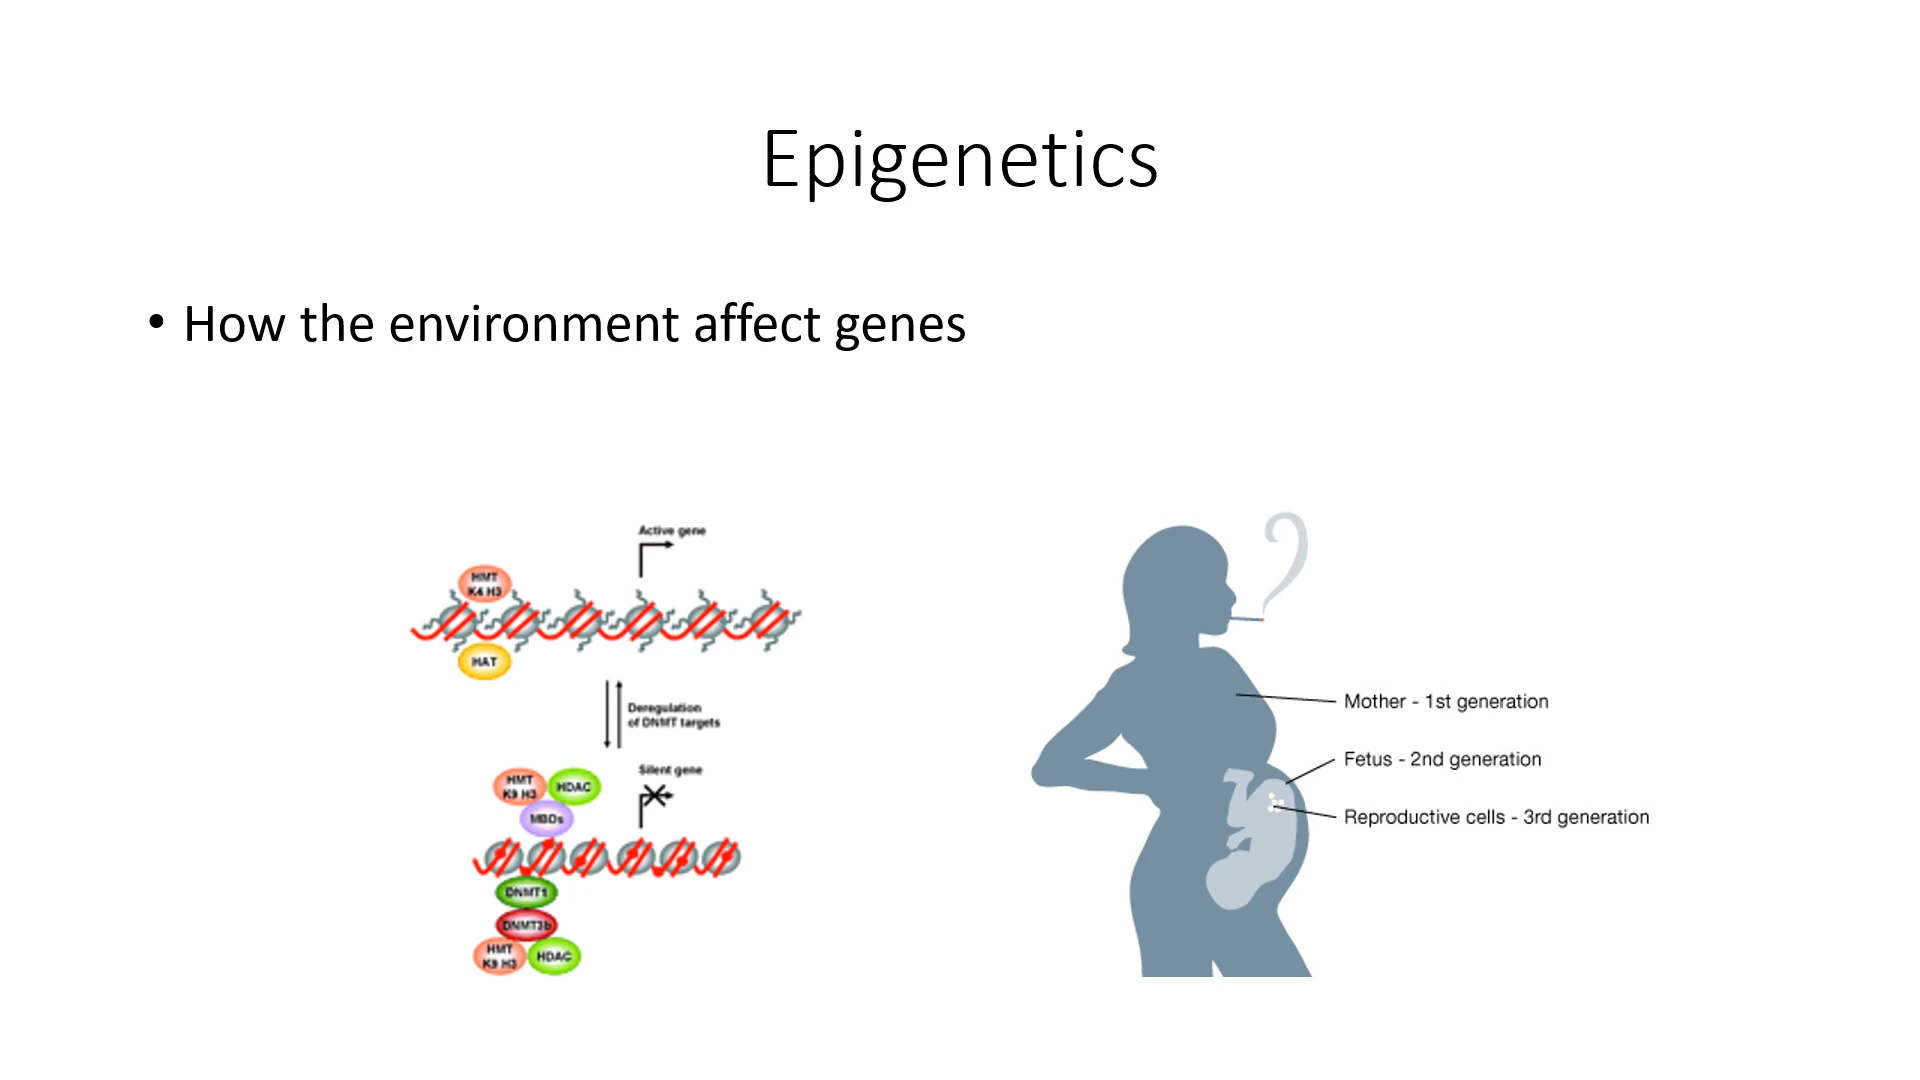 Epigenetics
• How the environment affect genes
Active gene
HMT
K4 H3
HAT
Deregulation
of DNMT targets
Silent gene
HMT
K9 H3
HDAC
MBDs
DNMT1
DNMT3b
HMT
K9 H3
HDAC
Mother - 1st generation
Fetus - 2nd generation
Reproductive cells - 3rd generation